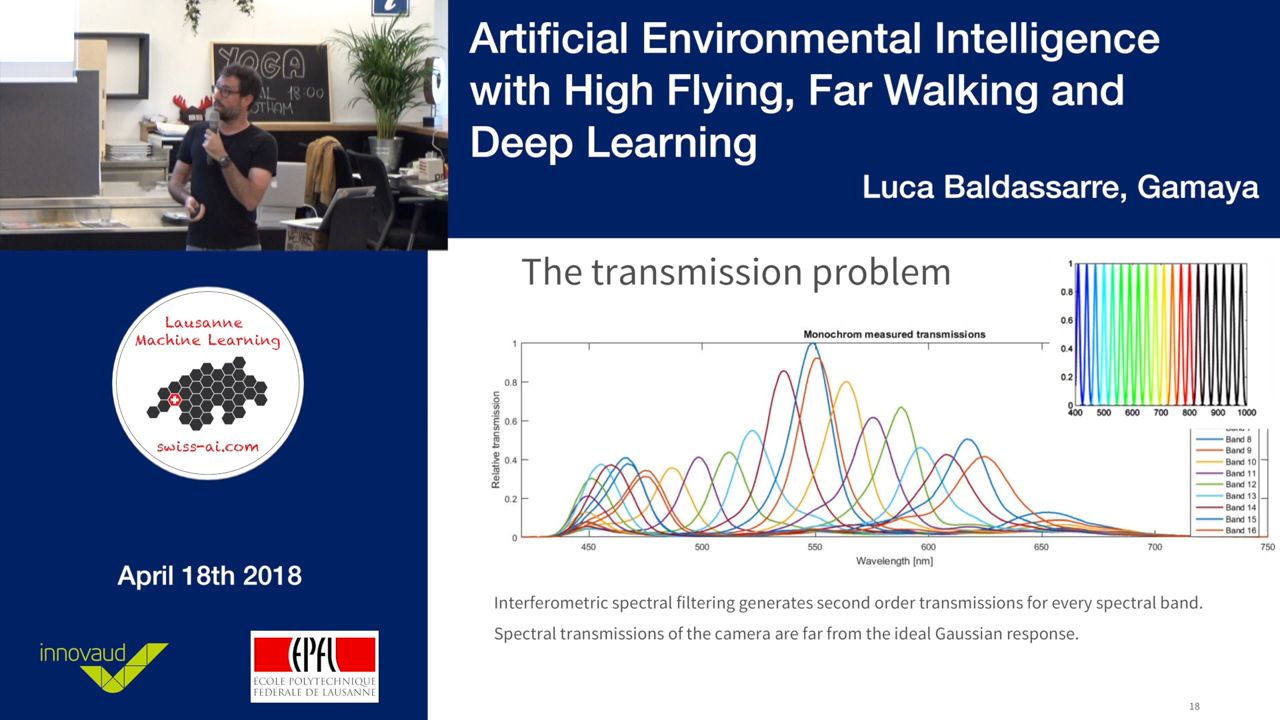 YOGA
18:00
Artificial Environmental Intelligence
with High Flying, Far Walking and
Deep Learning
Luca Baldassarre, Gamaya
Lausanne
Machine Learning
swiss-ai.com
April 18th 2018
innovaud
EPFL
ÉCOLE POLYTECHNIQUE
FÉDÉRALE DE LAUSANNE
The transmission problem
1
0.8
0.6
0.4
0.2
0
400 500 600 700 800 900 1000
Monochrom measured transmissions
Relative transmission
1
0.8
0.6
0.4
0.2
0
450 500 550 600 650 700 750
Wavelength [nm]
Band 8
Band 9
Band 10
Band 11
Band 12
Band 13
Band 14
Band 15
Band 16
Interferometric spectral filtering generates second order transmissions for every spectral band.
Spectral transmissions of the camera are far from the ideal Gaussian response.
18